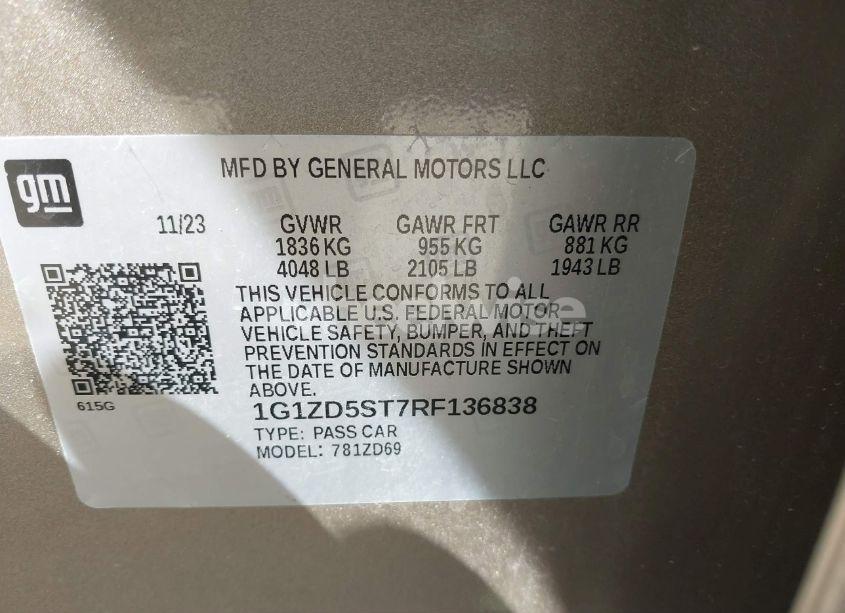 gm
MFD BY GENERAL MOTORS LLC
11/23 GVWR GAWR FRT GAWR RR
1836 KG 955 KG 881 KG
4048 LB 2105 LB 1943 LB
THIS VEHICLE CONFORMS TO ALL
APPLICABLE U.S. FEDERAL MOTOR
VEHICLE SAFETY, BUMPER, AND THEFT
PREVENTION STANDARDS IN EFFECT ON
THE DATE OF MANUFACTURE SHOWN
ABOVE.
615G
1G1ZD5ST7RF136838
TYPE: PASS CAR
MODEL: 781ZD69